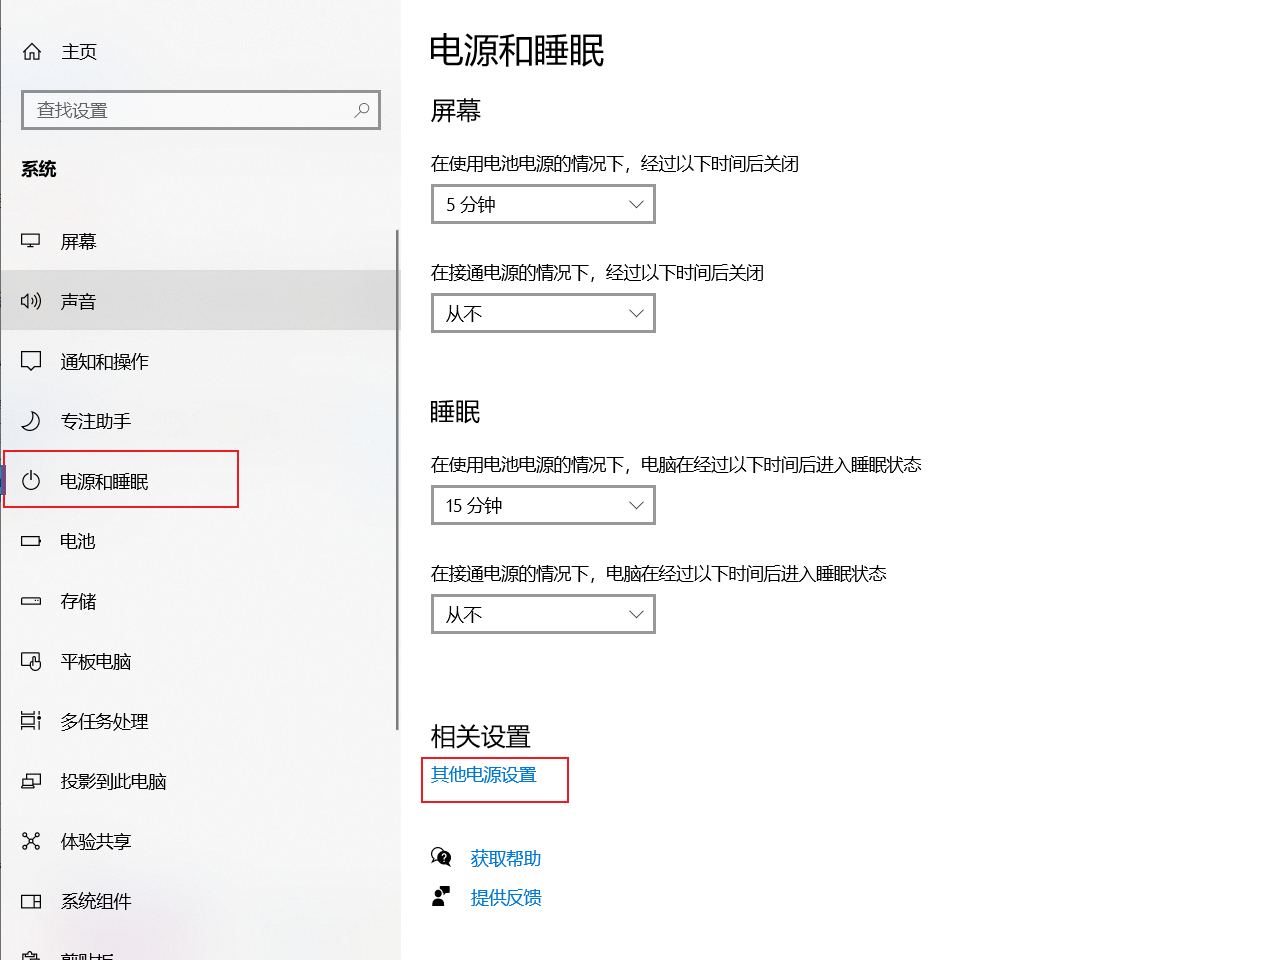 主页
查找设置
系统
屏幕
声音
通知和操作
专注助手
电源和睡眠
电池
存储
平板电脑
多任务处理
投影到此电脑
体验共享
系统组件
剪贴板
电源和睡眠
屏幕
在使用电池电源的情况下，经过以下时间后关闭
5 分钟
在接通电源的情况下，经过以下时间后关闭
从不
睡眠
在使用电池电源的情况下，电脑在经过以下时间后进入睡眠状态
15 分钟
在接通电源的情况下，电脑在经过以下时间后进入睡眠状态
从不
相关设置
其他电源设置
获取帮助
提供反馈